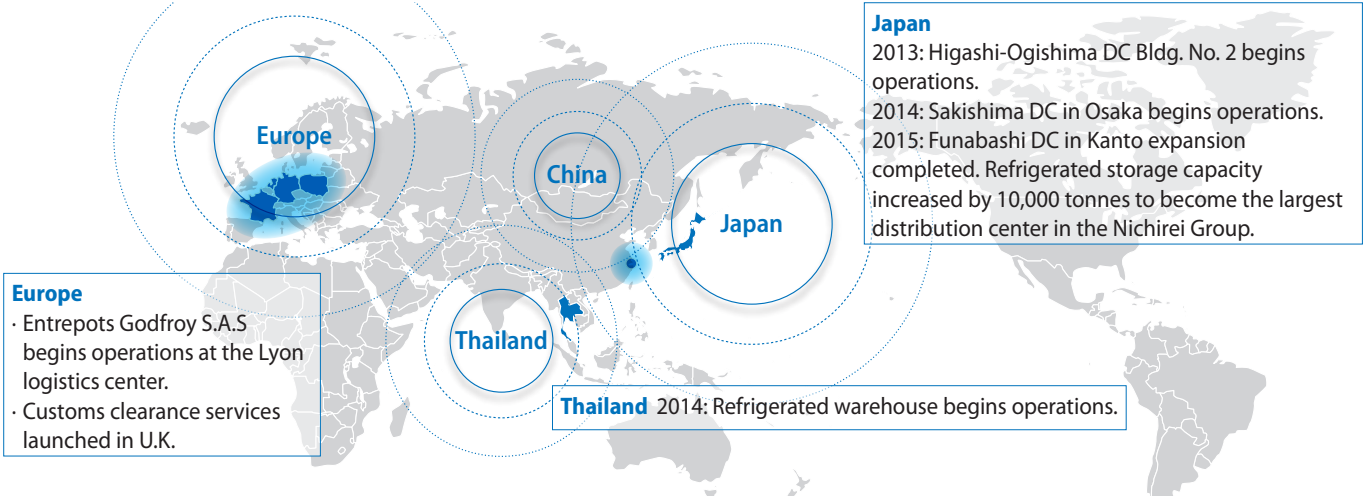 Japan
2013: Higashi-Ogishima DC Bldg. No. 2 begins
operations.
2014: Sakishima DC in Osaka begins operations.
2015: Funabashi DC in Kanto expansion
completed. Refrigerated storage capacity
increased by 10,000 tonnes to become the largest
distribution center in the Nichirei Group.
Europe
China
Japan
Thailand
Europe
· Entrepots Godfroy S.A.S
begins operations at the Lyon
logistics center.
· Customs clearance services
launched in U.K.
Thailand 2014: Refrigerated warehouse begins operations.